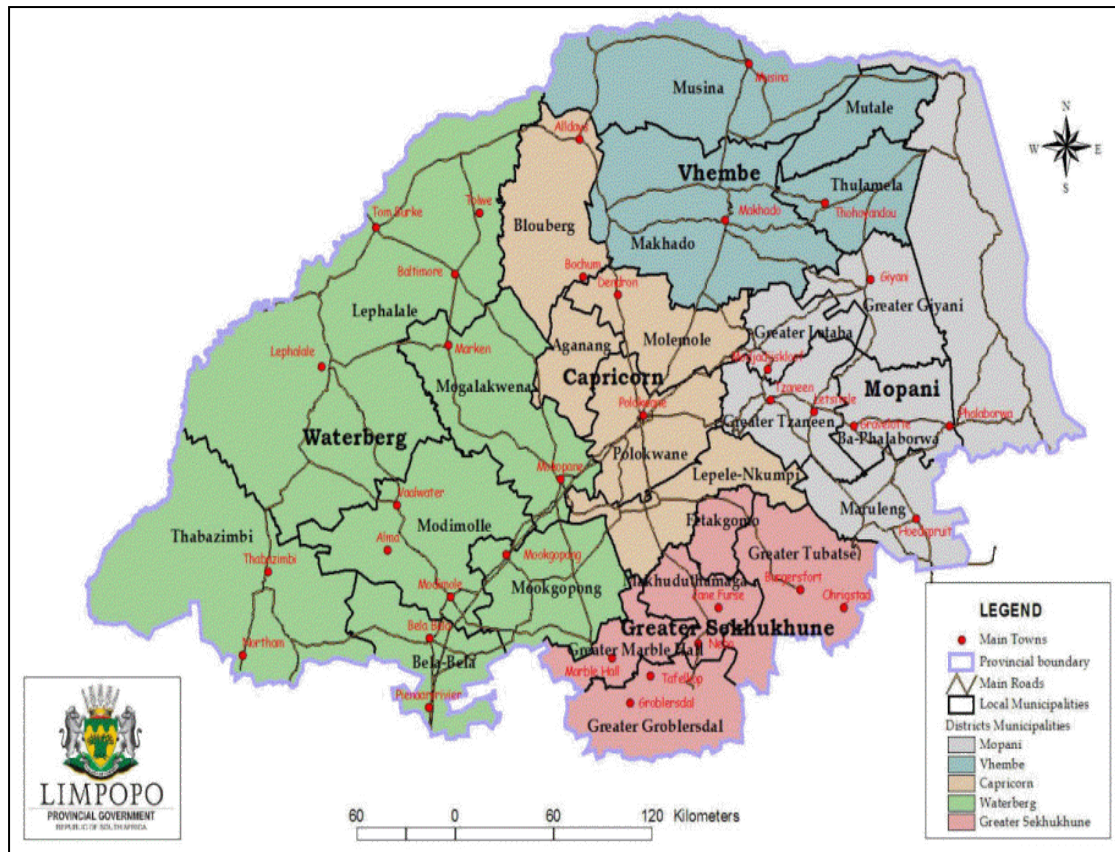 Musina
Musina
Mutale
Alldays
Vhembe
Thulamela
Tolwe
Thohoyandou
Makhado
Tom Burke
Blouberg
Makhado
Baltimore
Bochum
Dendron
Giyani
Greater Giyani
Lephalale
Greater Letaba
Molemole
Marken
Aganang
Lephalale
Modjadjiskloof
Capricorn
Mogalakwena
Mopani
Tzaneen
Letsitele
Polokwane
Greater Tzaneen
Gravelotte
Phalaborwa
Waterberg
Ba-Phalaborwa
Polokwane
Lepele-Nkumpi
Mokopane
Vaalwater
Maruleng
Fetakgomo
Modimolle
Hoedspruit
Thabazimbi
Alma
Mookgopong
Greater Tubatse
Thabazimbi
Makhuduthamaga
Mookgopong
Burgersfort
Modimolle
Jane Furse
Ohrigstad
Greater Sekhukhune
Bela Bela
Nebo
Northam
Greater Marble Hall
Bela-Bela
Marble Hall
Tafelkop
Pienaarsrivier
Groblersdal
Greater Groblersdal
N
W
E
S
LEGEND
Main Towns
Provincial boundary
Main Roads
Local Municipalities
Districts Municipalities
Mopani
Vhembe
Capricorn
Waterberg
Greater Sekhukhune
LIMPOPO
PROVINCIAL GOVERNMENT
REPUBLIC OF SOUTH AFRICA
60 0 60 120 Kilometers